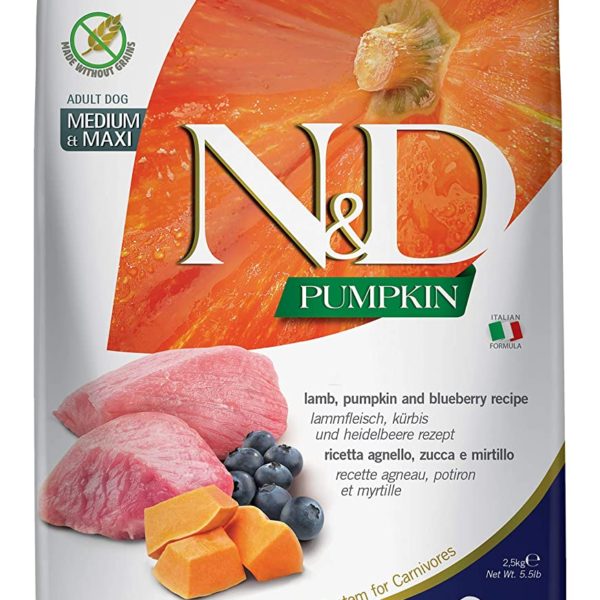 MADE WITHOUT GRAINS
ADULT DOG
MEDIUM
& MAXI
N&D
PUMPKIN
ITALIAN
FORMULA
lamb, pumpkin and blueberry recipe
lammfleisch, kürbis
und heidelbeere rezept
ricetta agnello, zucca e mirtillo
recette agneau, potiron
et myrtille
for Carnivores
2,5kg℮
Net Wt. 5.5lb